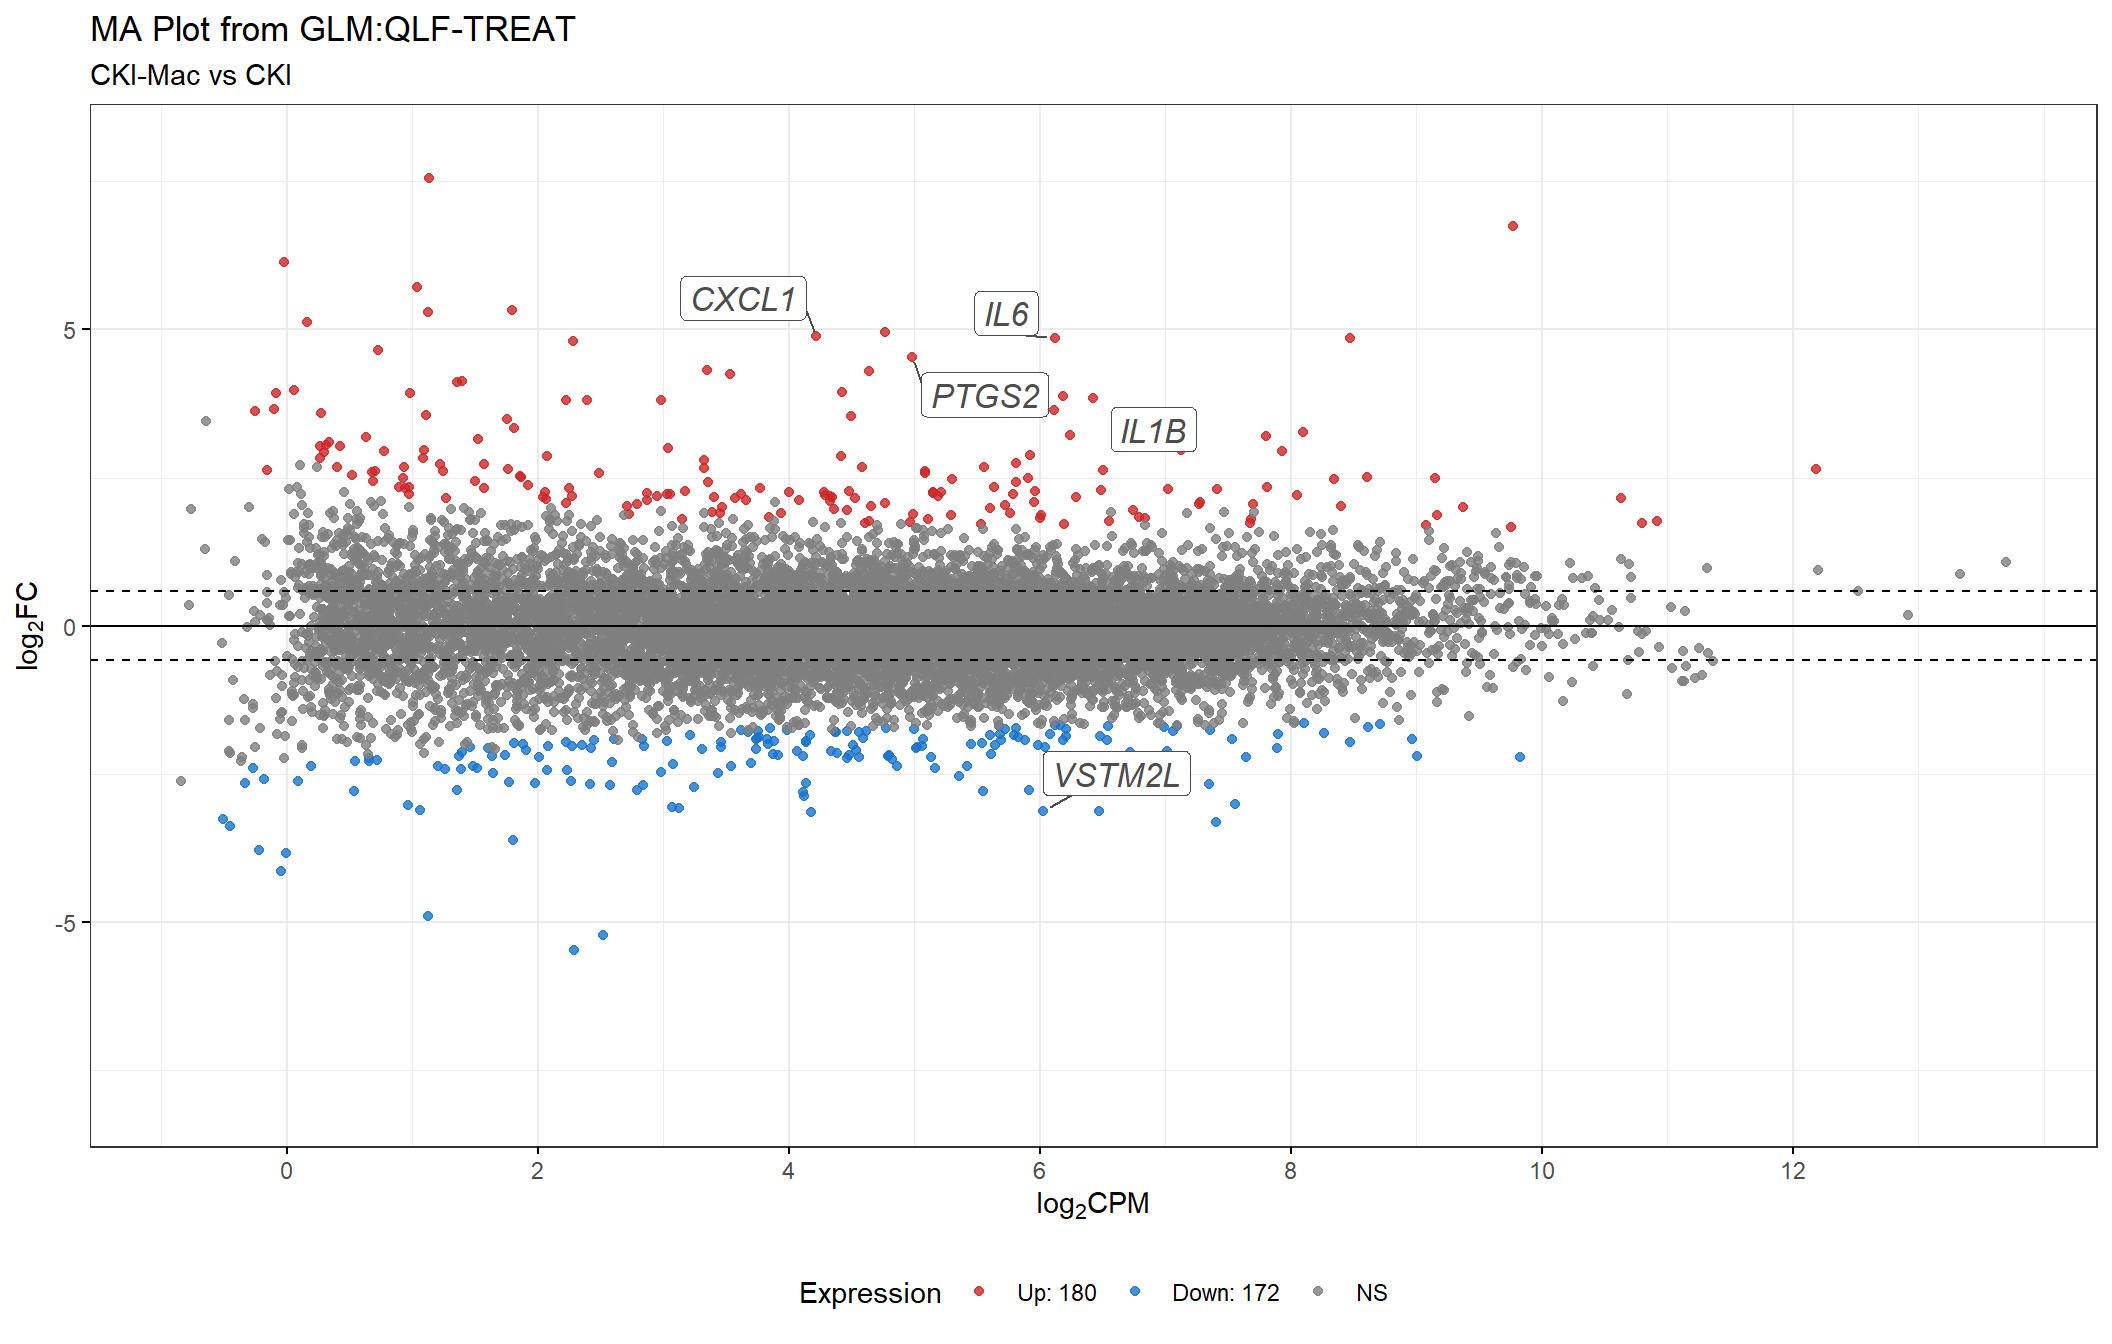 MA Plot from GLM:QLF-TREAT
CKI-Mac vs CKI
CXCL1
IL6
5
PTGS2
IL1B
log2FC
0
VSTM2L
-5
0 2 4 6 8 10 12
log2CPM
Expression Up: 180 Down: 172 NS